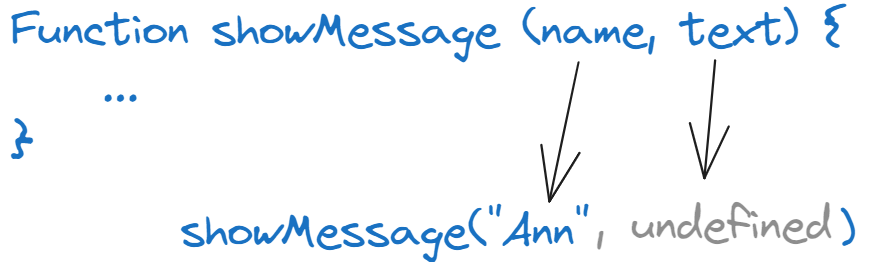 Function showMessage (name, text) {
...
}
showMessage("Ann", undefined)